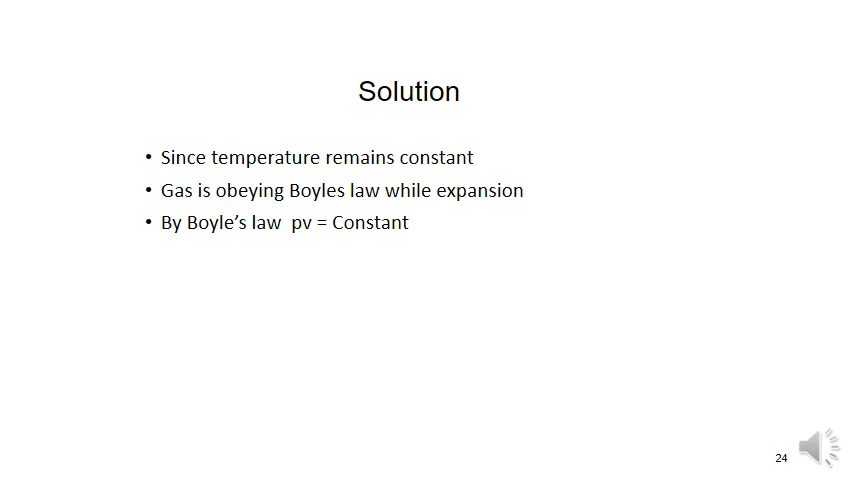 Solution
• Since temperature remains constant
• Gas is obeying Boyles law while expansion
• By Boyle’s law  pv = Constant
24